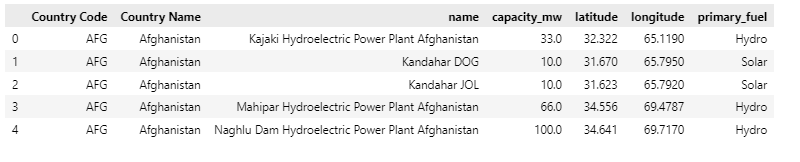 Country Code Country Name name capacity_mw latitude longitude primary_fuel
0 AFG Afghanistan Kajaki Hydroelectric Power Plant Afghanistan 33.0 32.322 65.1190 Hydro
1 AFG Afghanistan Kandahar DOG 10.0 31.670 65.7950 Solar
2 AFG Afghanistan Kandahar JOL 10.0 31.623 65.7920 Solar
3 AFG Afghanistan Mahipar Hydroelectric Power Plant Afghanistan 66.0 34.556 69.4787 Hydro
4 AFG Afghanistan Naghlu Dam Hydroelectric Power Plant Afghanistan 100.0 34.641 69.7170 Hydro